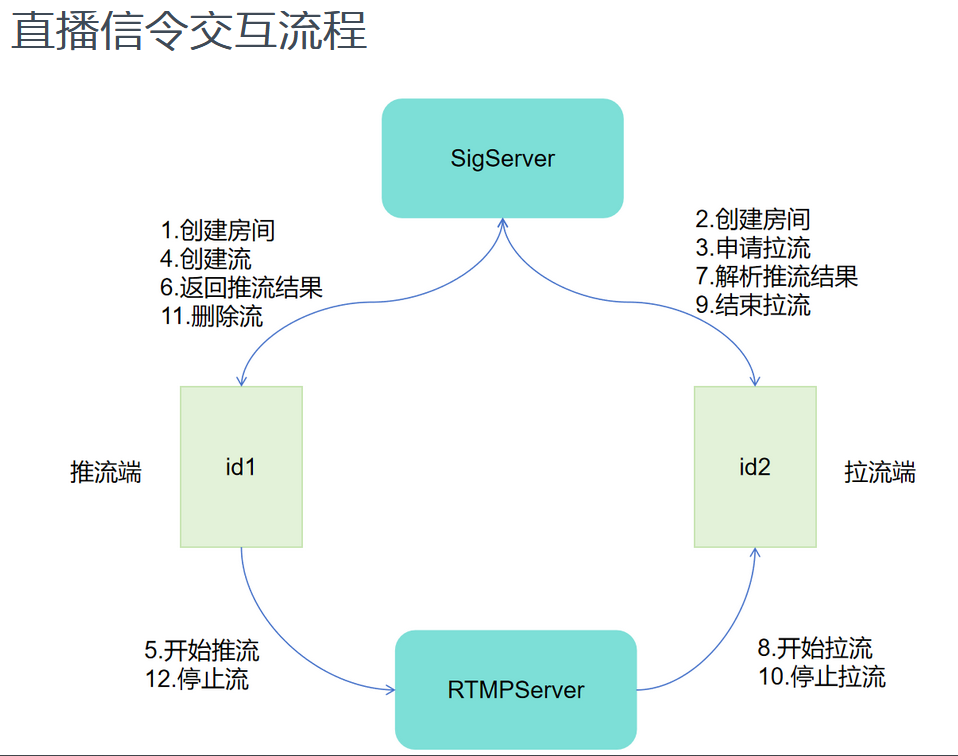 直播信令交互流程
SigServer
1.创建房间
4.创建流
6.返回推流结果
11.删除流
2.创建房间
3.申请拉流
7.解析推流结果
9.结束拉流
推流端
id1
id2
拉流端
5.开始推流
12.停止流
RTMPServer
8.开始拉流
10.停止拉流